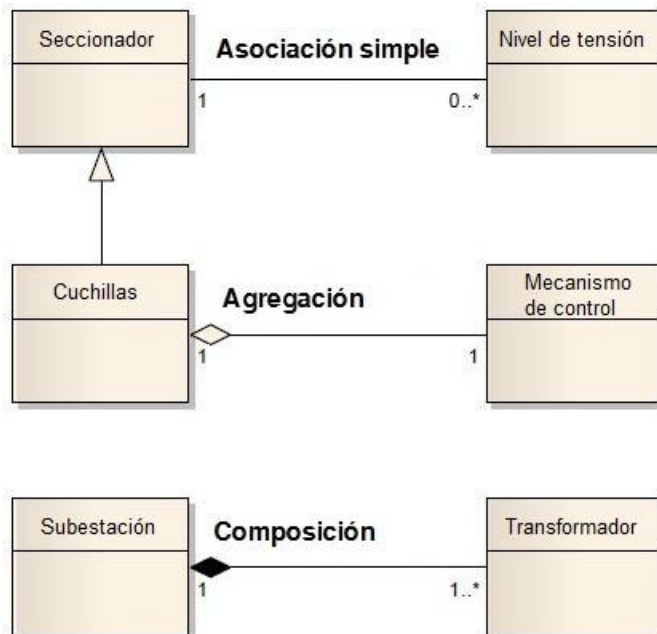 Seccionador
Asociación simple
Nivel de tensión
1
0..*
Cuchillas
Agregación
Mecanismo
de control
1
1
Subestación
Composición
Transformador
1
1..*